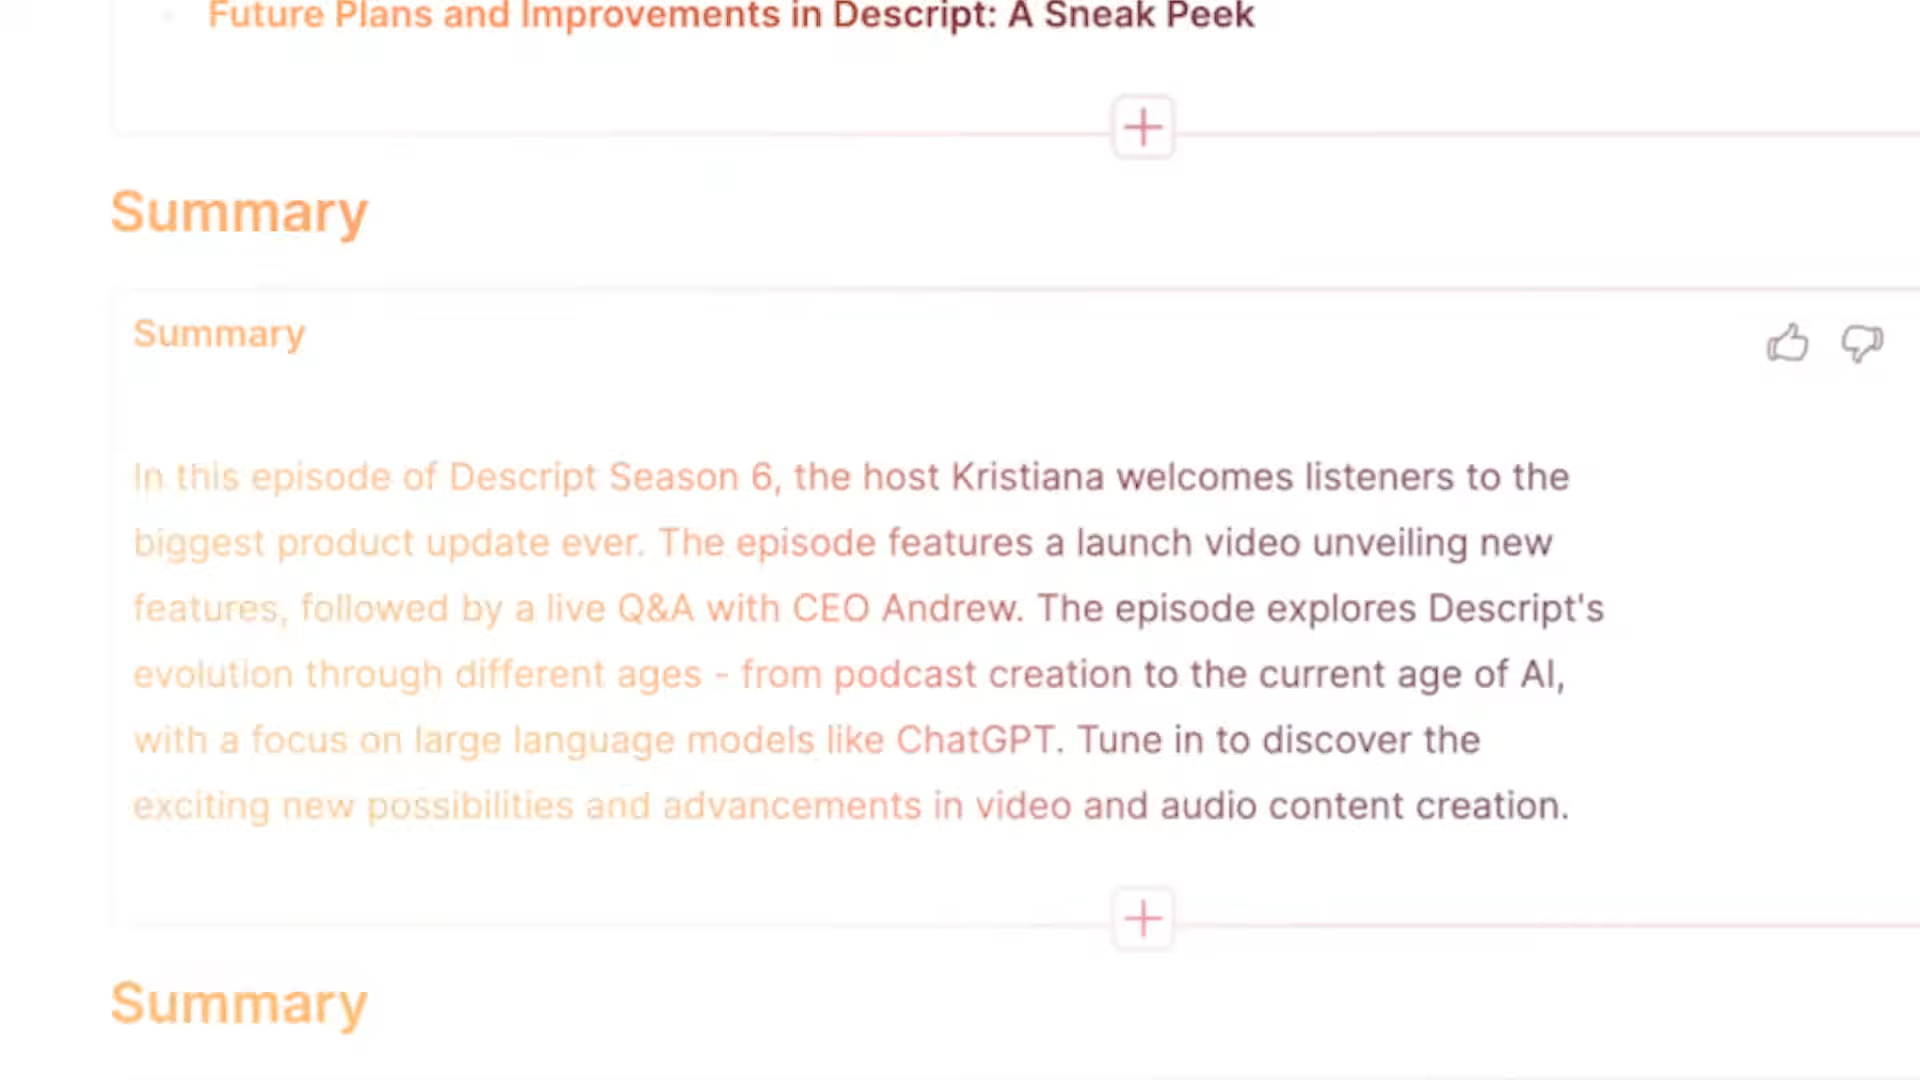 Future Plans and Improvements in Descript: A Sneak Peek
Summary
Summary
In this episode of Descript Season 6, the host Kristiana welcomes listeners to the
biggest product update ever. The episode features a launch video unveiling new
features, followed by a live Q&A with CEO Andrew. The episode explores Descript's
evolution through different ages - from podcast creation to the current age of AI,
with a focus on large language models like ChatGPT. Tune in to discover the
exciting new possibilities and advancements in video and audio content creation.
Summary